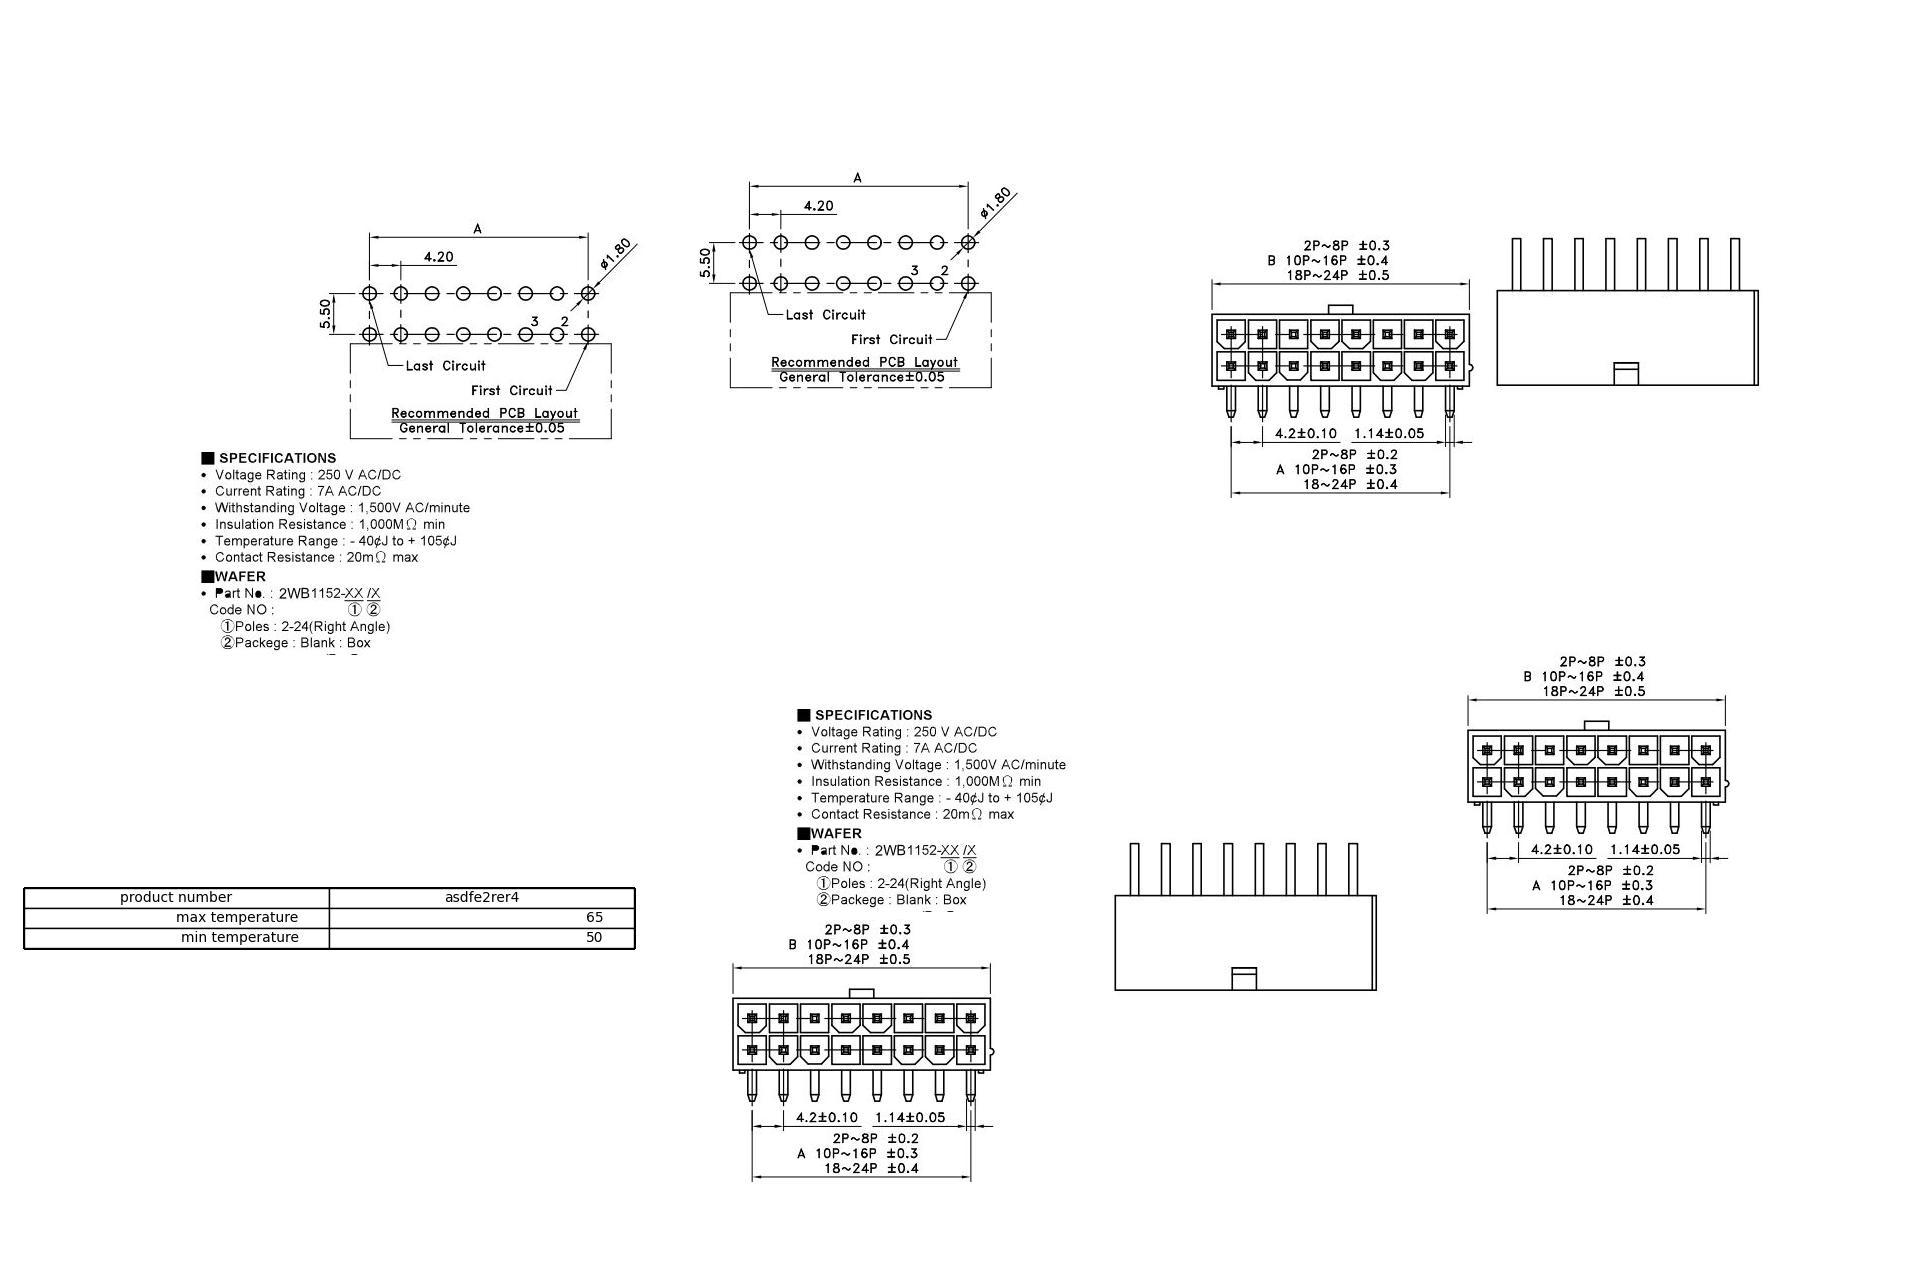 A
4.20
ø1.80
5.50
3 2
Last Circuit
First Circuit
Recommended PCB Layout
General Tolerance±0.05
A
4.20
ø1.80
5.50
3 2
Last Circuit
First Circuit
Recommended PCB Layout
General Tolerance±0.05
2P~8P ±0.3
B 10P~16P ±0.4
18P~24P ±0.5
4.2±0.10 1.14±0.05
2P~8P ±0.2
A 10P~16P ±0.3
18~24P ±0.4
■ SPECIFICATIONS
• Voltage Rating : 250 V AC/DC
• Current Rating : 7A AC/DC
• Withstanding Voltage : 1,500V AC/minute
• Insulation Resistance : 1,000MΩ min
• Temperature Range : - 40¢J to + 105¢J
• Contact Resistance : 20mΩ max
■WAFER
• Part No. : 2WB1152-XX /X
Code NO : ① ②
①Poles : 2-24(Right Angle)
②Packege : Blank : Box
■ SPECIFICATIONS
• Voltage Rating : 250 V AC/DC
• Current Rating : 7A AC/DC
• Withstanding Voltage : 1,500V AC/minute
• Insulation Resistance : 1,000MΩ min
• Temperature Range : - 40¢J to + 105¢J
• Contact Resistance : 20mΩ max
■WAFER
• Part No. : 2WB1152-XX /X
Code NO : ① ②
①Poles : 2-24(Right Angle)
②Packege : Blank : Box
2P~8P ±0.3
B 10P~16P ±0.4
18P~24P ±0.5
4.2±0.10 1.14±0.05
2P~8P ±0.2
A 10P~16P ±0.3
18~24P ±0.4
product number asdfe2rer4
max temperature 65
min temperature 50
2P~8P ±0.3
B 10P~16P ±0.4
18P~24P ±0.5
4.2±0.10 1.14±0.05
2P~8P ±0.2
A 10P~16P ±0.3
18~24P ±0.4